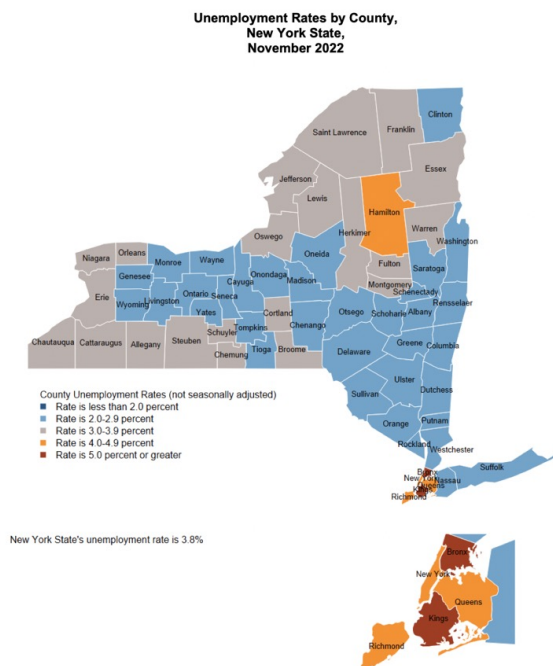 Unemployment Rates by County,
New York State,
November 2022
Clinton
Franklin
Saint Lawrence
Essex
Jefferson
Lewis
Hamilton
Herkimer
Warren
Washington
Oswego
Oneida
Fulton
Saratoga
Niagara
Orleans
Monroe
Wayne
Genesee
Onondaga
Madison
Montgomery
Schenectady
Cayuga
Ontario
Seneca
Erie
Wyoming
Livingston
Yates
Cortland
Otsego
Schoharie
Albany
Rensselaer
Chenango
Tompkins
Schuyler
Chautauqua
Cattaraugus
Allegany
Steuben
Chemung
Tioga
Broome
Delaware
Greene
Columbia
Ulster
Dutchess
Sullivan
Orange
Putnam
Rockland
Westchester
Suffolk
Bronx
New York
Nassau
Queens
Kings
Richmond
County Unemployment Rates (not seasonally adjusted)
Rate is less than 2.0 percent
Rate is 2.0-2.9 percent
Rate is 3.0-3.9 percent
Rate is 4.0-4.9 percent
Rate is 5.0 percent or greater
New York State's unemployment rate is 3.8%
Bronx
New York
Queens
Kings
Richmond